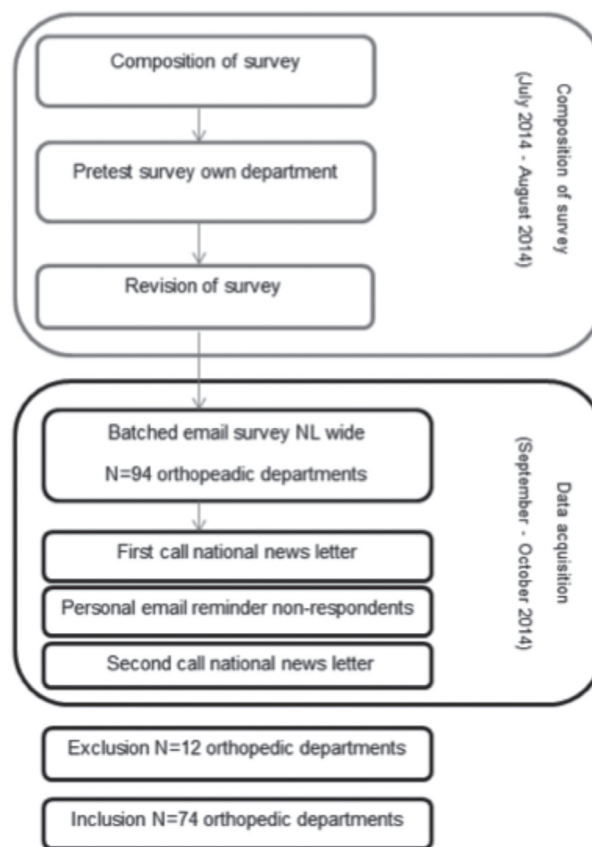 Composition of survey
Pretest survey own department
Revision of survey
Composition of survey
(July 2014 - August 2014)
Batched email survey NL wide
N=94 orthopeadic departments
First call national news letter
Personal email reminder non-respondents
Second call national news letter
Data acquisition
(September - October 2014)
Exclusion N=12 orthopedic departments
Inclusion N=74 orthopedic departments